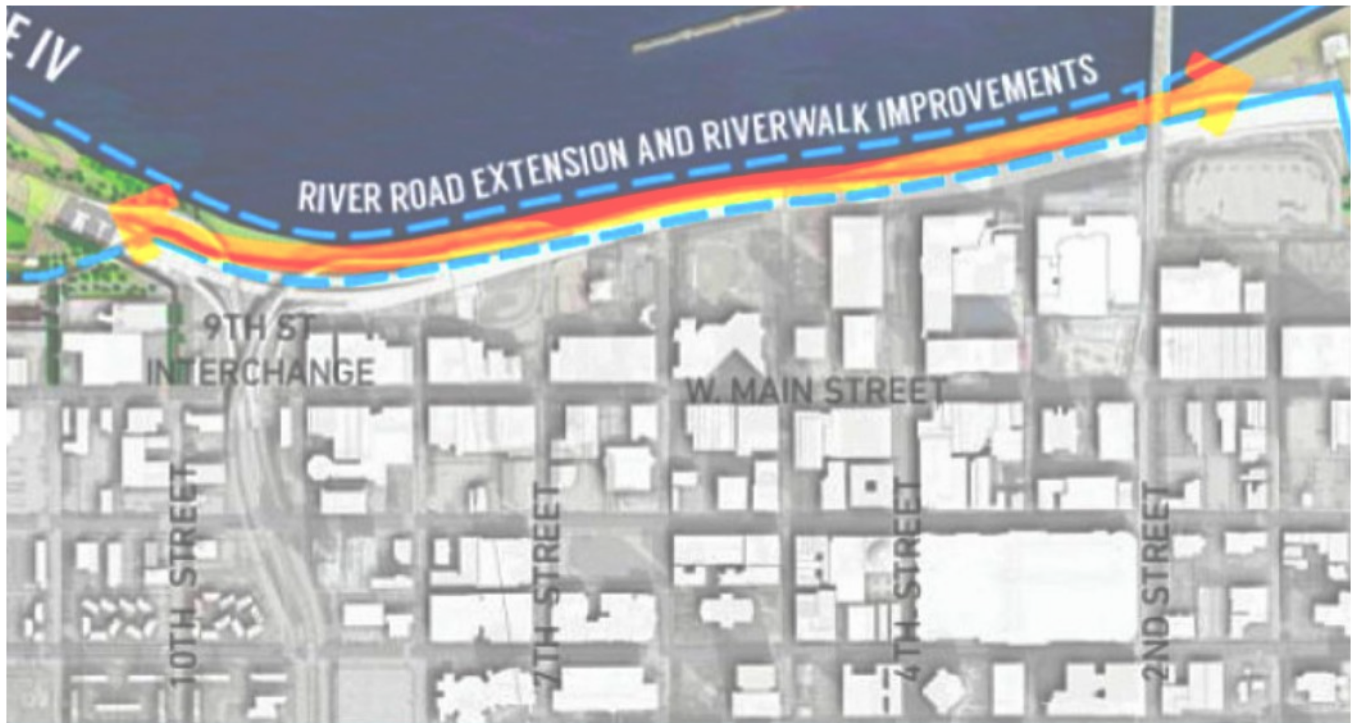 E IV
RIVER ROAD EXTENSION AND RIVERWALK IMPROVEMENTS
9TH ST
INTERCHANGE
W. MAIN STREET
10TH STREET
7TH STREET
4TH STREET
2ND STREET